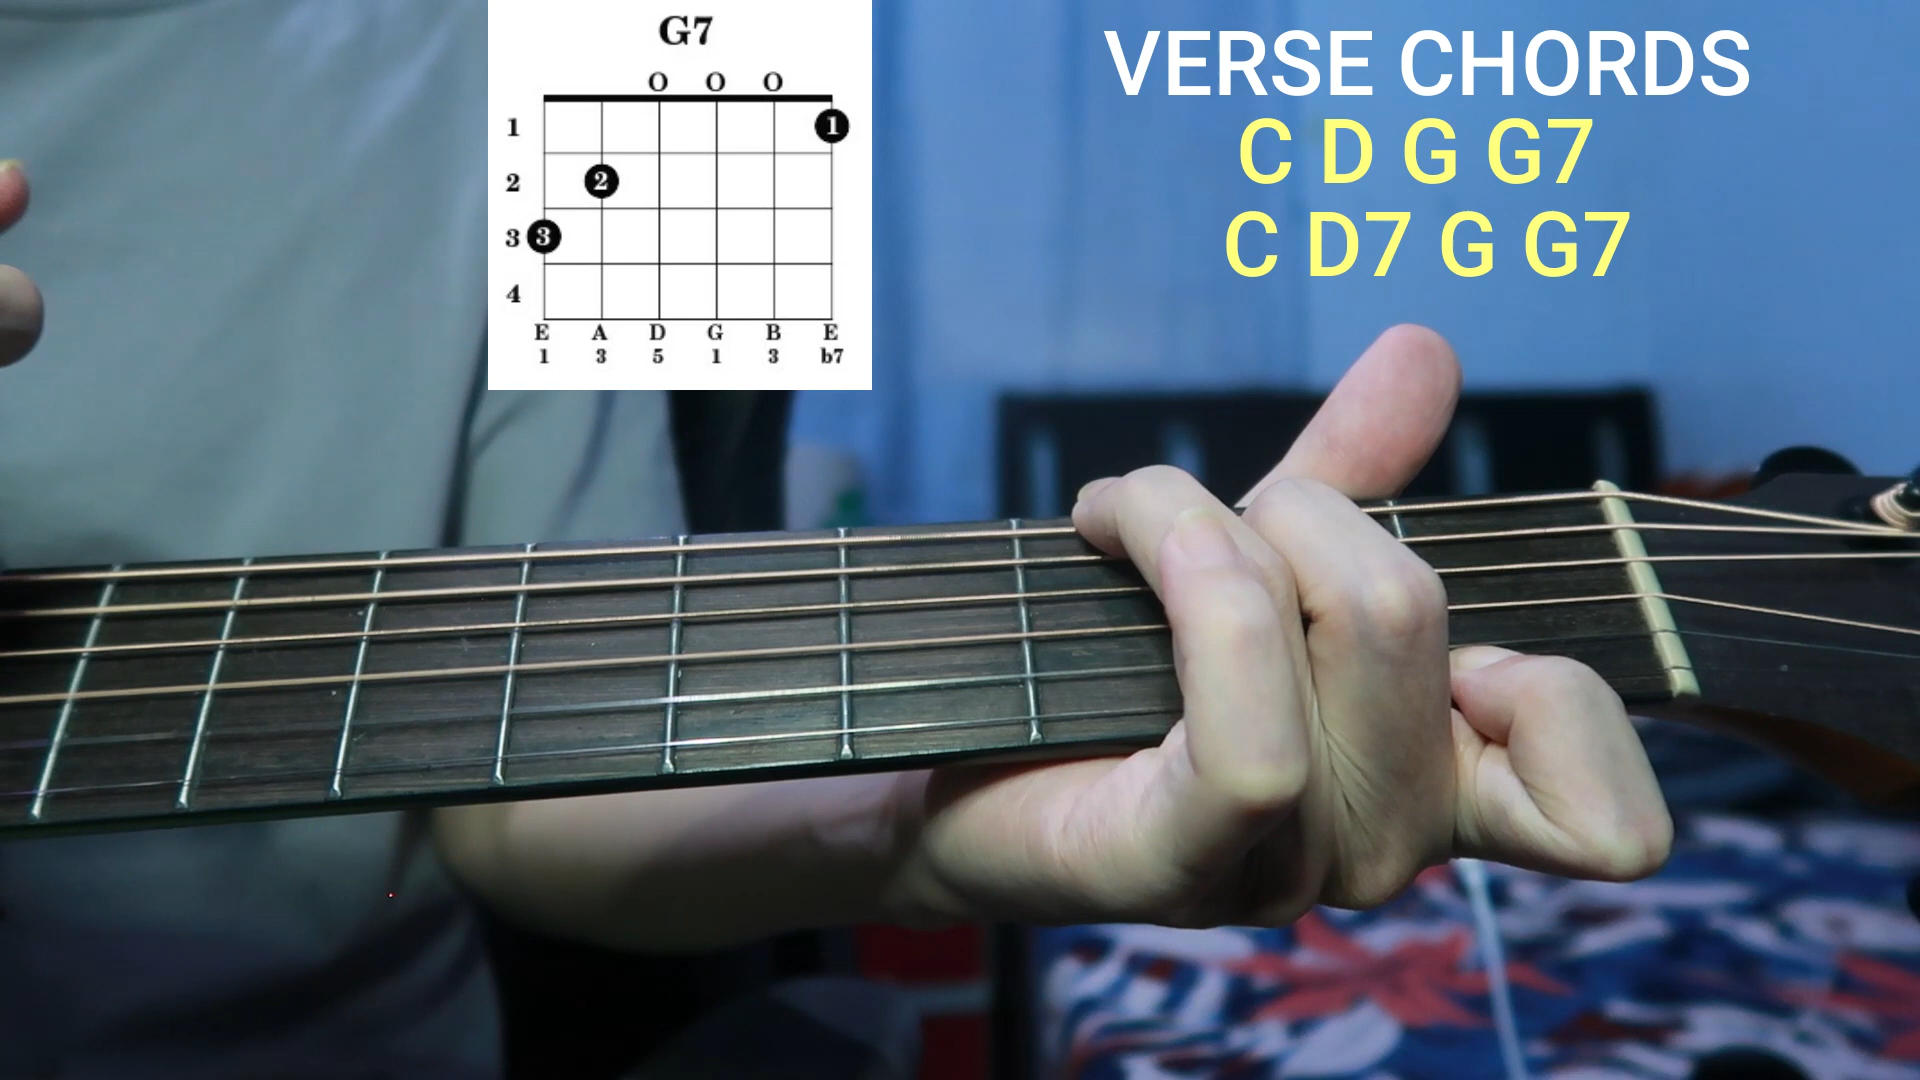 G7
O O O
1 1
2 2
3 3
4
E A D G B E
1 3 5 1 3 b7
VERSE CHORDS
C D G G7
C D7 G G7